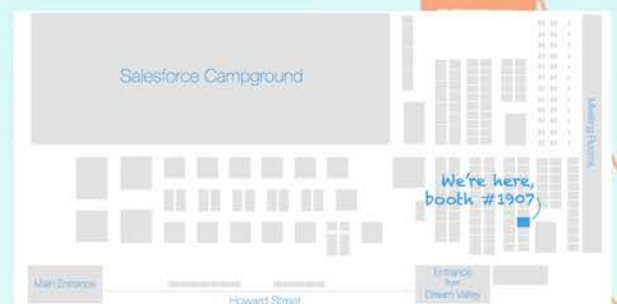 Salesforce Campground
Meeting Rooms
We're here,
booth #1907
Main Entrance
Howard Street
Entrance
from
Dream Valley